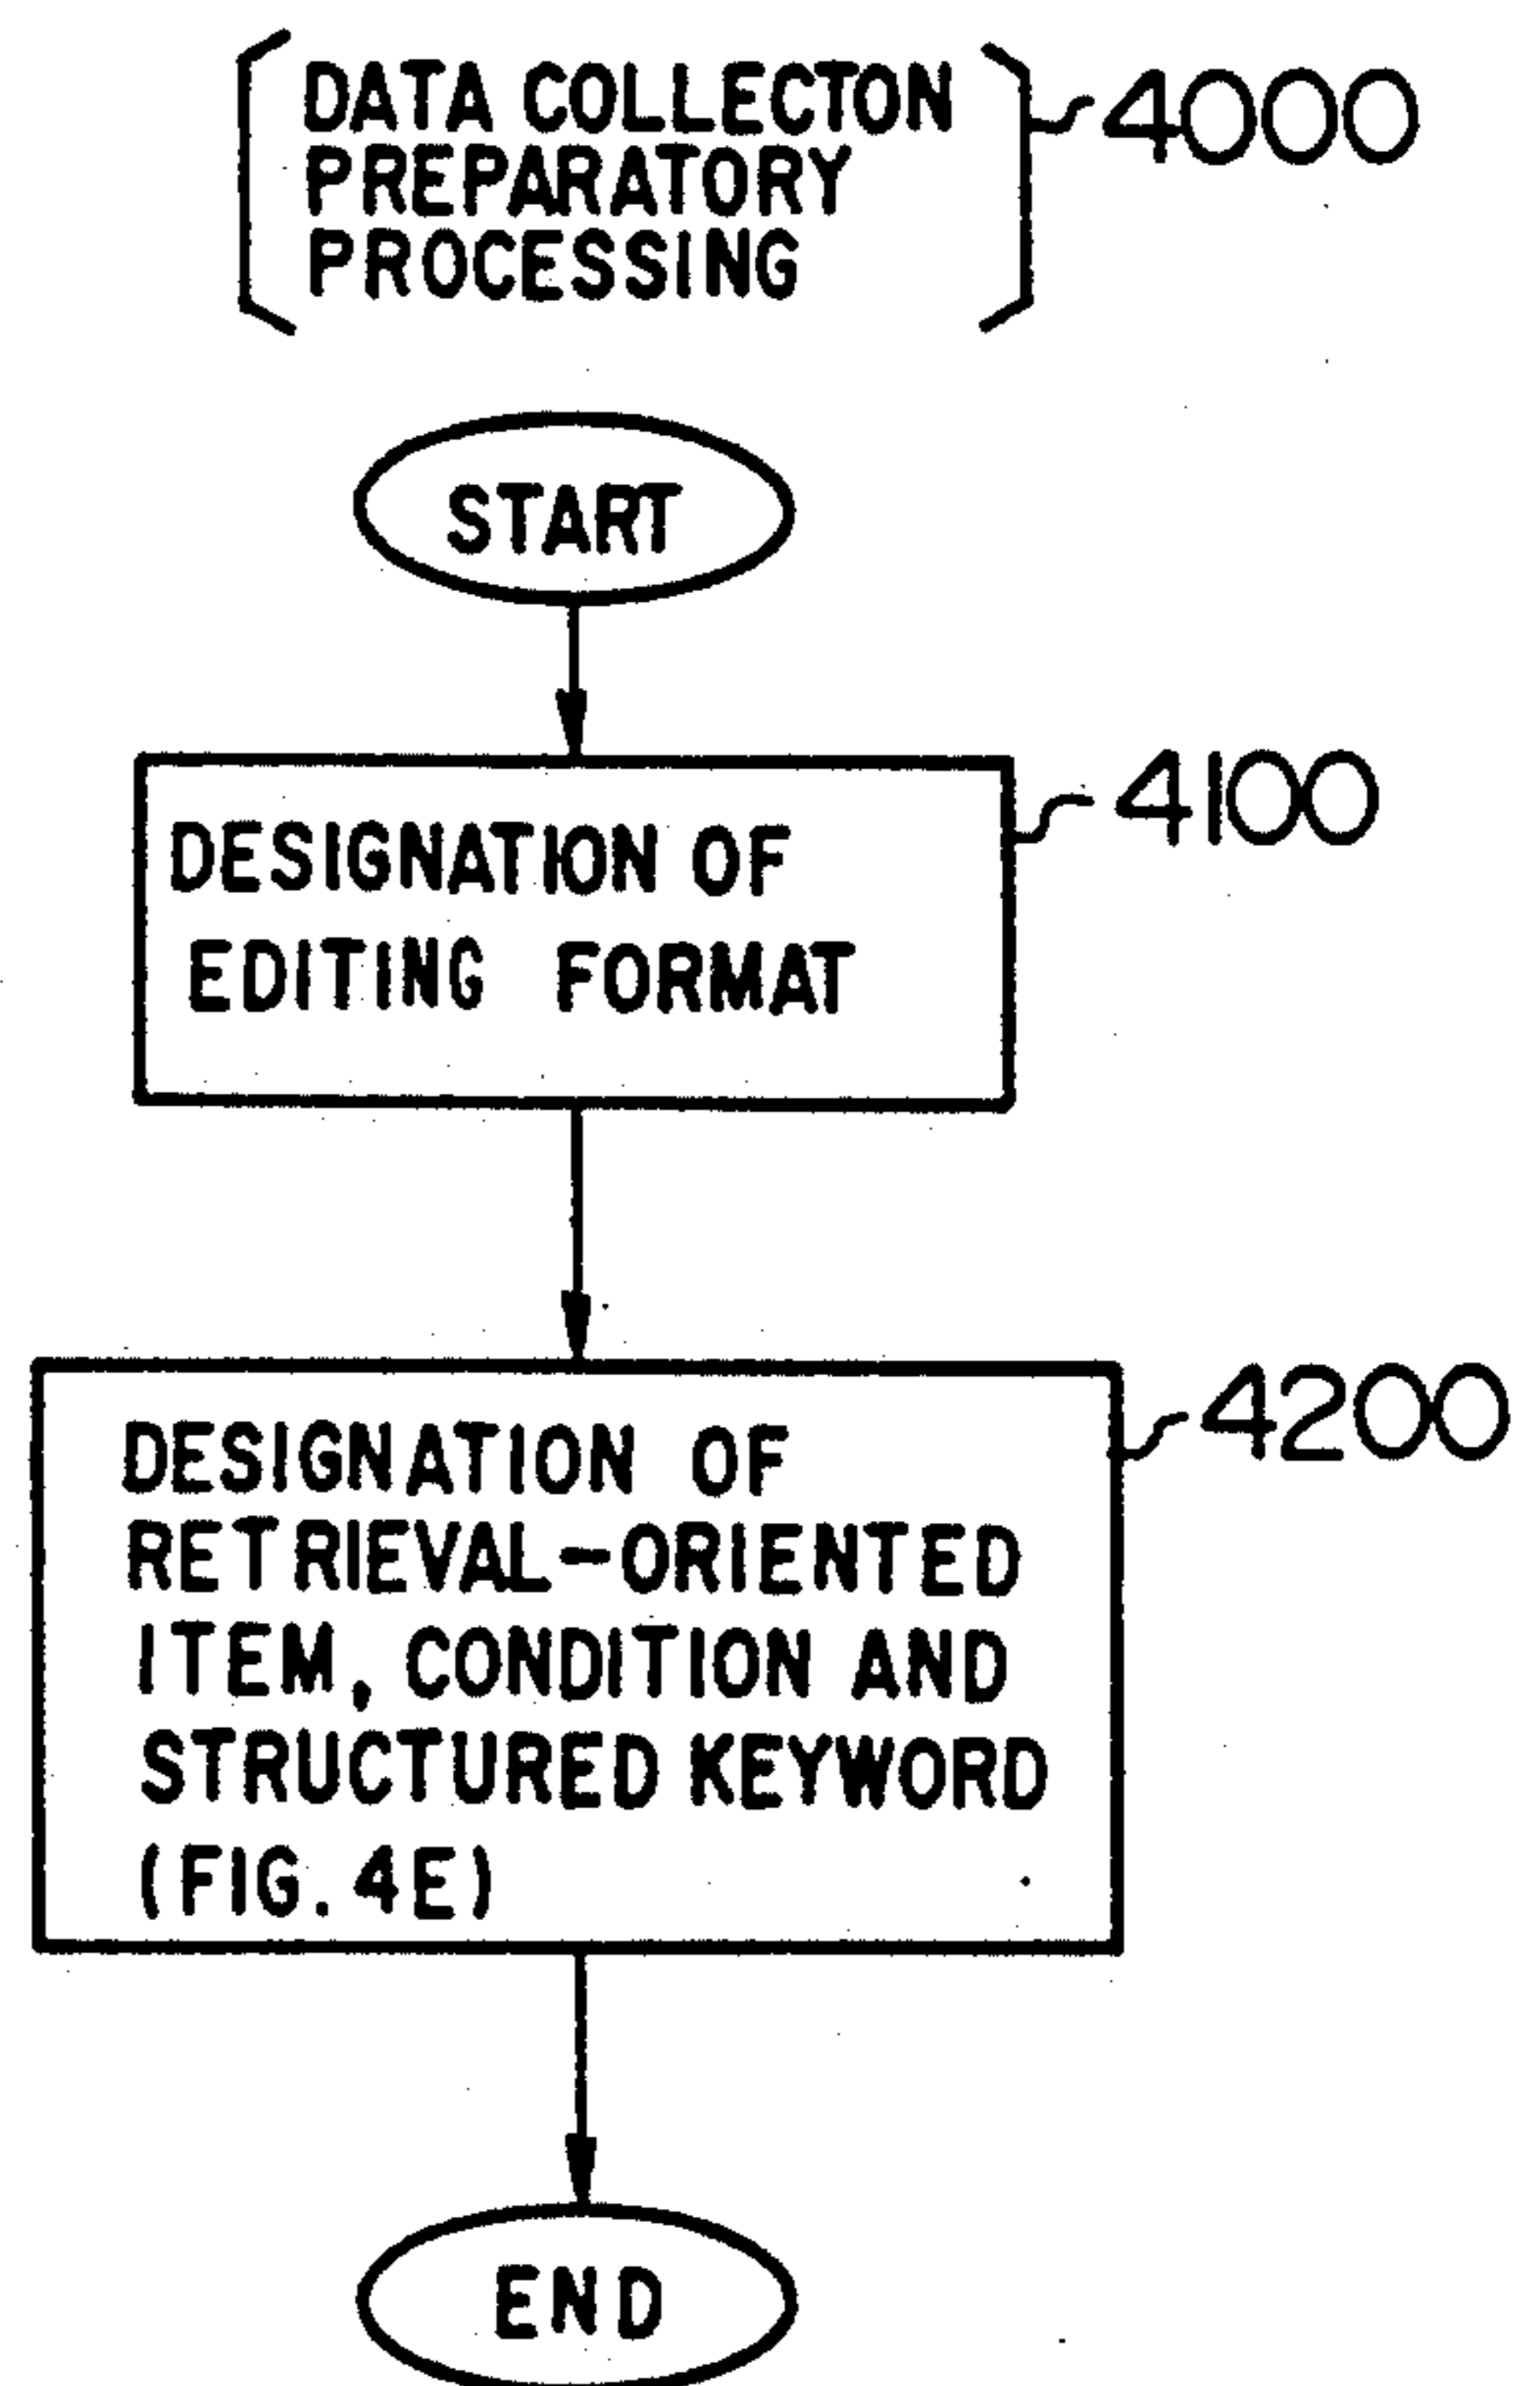 DATA COLLECTON 4000
PREPARATORY
PROCESSING
START
4100
DESIGNATION OF
EDITING FORMAT
4200
DESIGNATION OF
RETRIEVAL-ORIENTED
ITEM, CONDITION AND
STRUCTURED KEYWORD
(FIG. 4E)
END